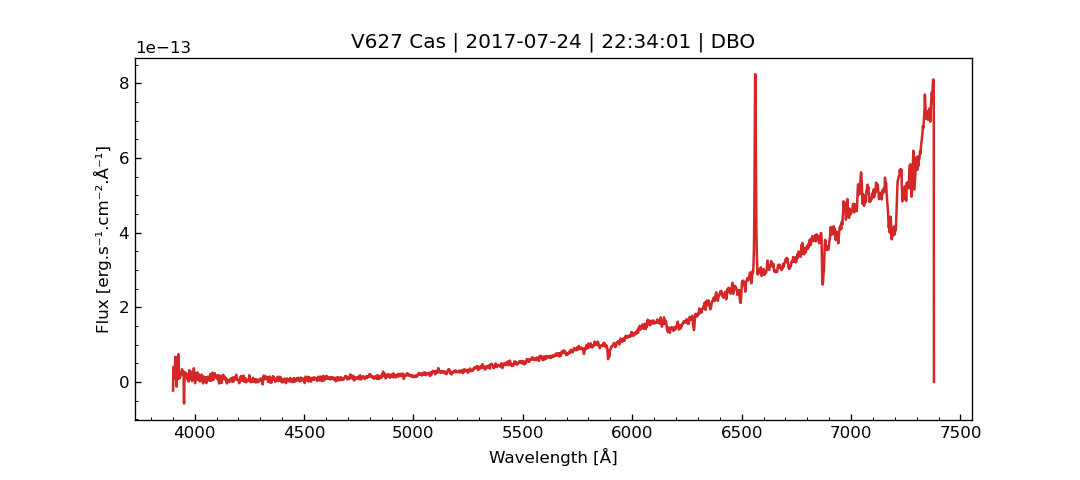 V627 Cas | 2017-07-24 | 22:34:01 | DBO
1e−13
8
6
4
2
0
Flux [erg.s⁻¹.cm⁻².Å⁻¹]
4000 4500 5000 5500 6000 6500 7000 7500
Wavelength [Å]